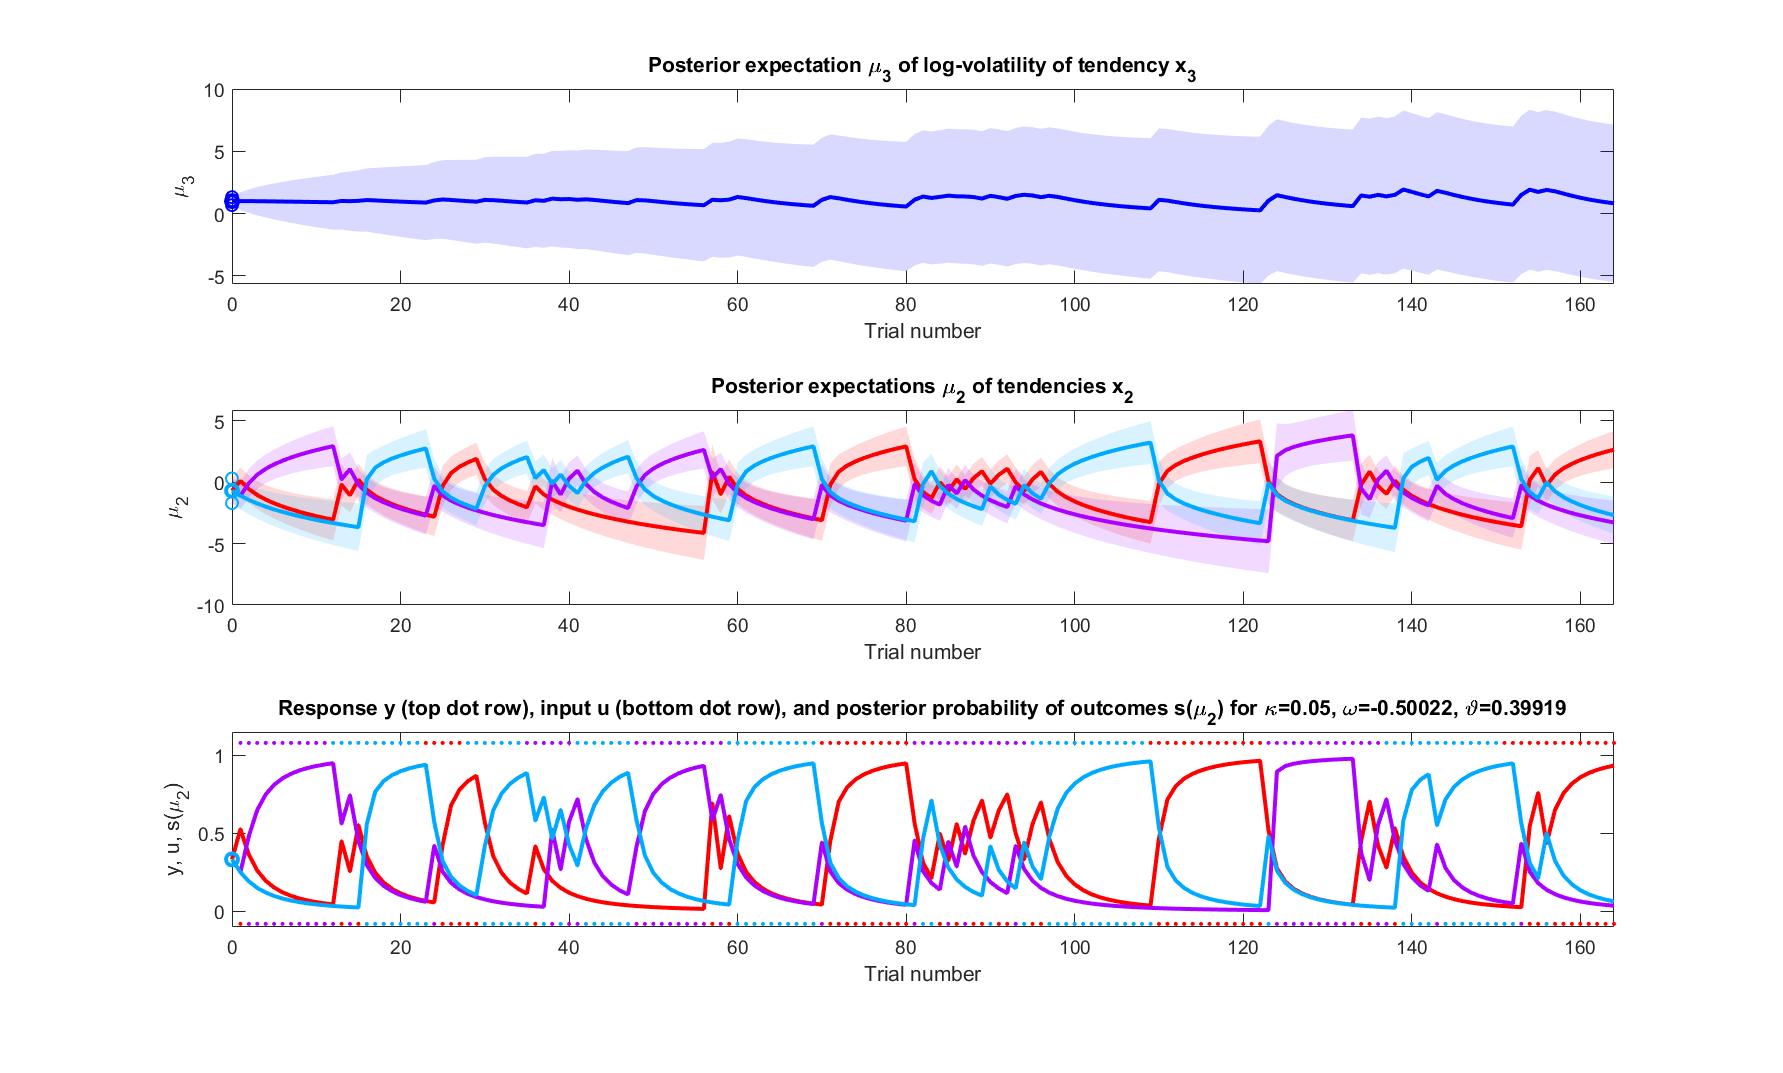 Posterior expectation μ3 of log-volatility of tendency x3
10
5
0
-5
μ3
0 20 40 60 80 100 120 140 160
Trial number
Posterior expectations μ2 of tendencies x2
5
0
-5
-10
μ2
0 20 40 60 80 100 120 140 160
Trial number
Response y (top dot row), input u (bottom dot row), and posterior probability of outcomes s(μ2) for κ=0.05, ω=-0.50022, ϑ=0.39919
1
0.5
0
y, u, s(μ2)
0 20 40 60 80 100 120 140 160
Trial number